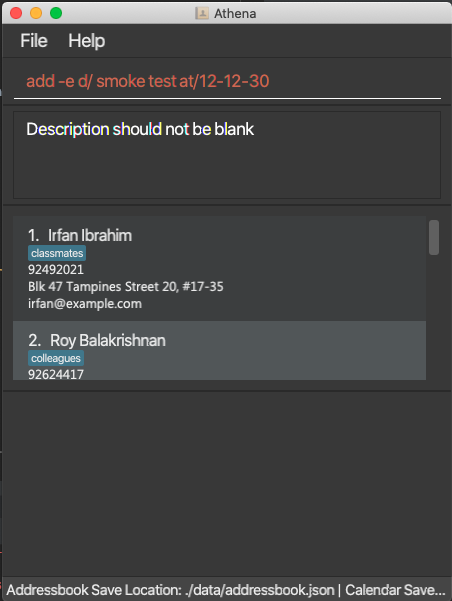 Athena
File Help
add -e d/ smoke test at/12-12-30
Description should not be blank
1. Irfan Ibrahim
classmates
92492021
Blk 47 Tampines Street 20, #17-35
irfan@example.com
2. Roy Balakrishnan
colleagues
92624417
Addressbook Save Location: ./data/addressbook.json | Calendar Save...